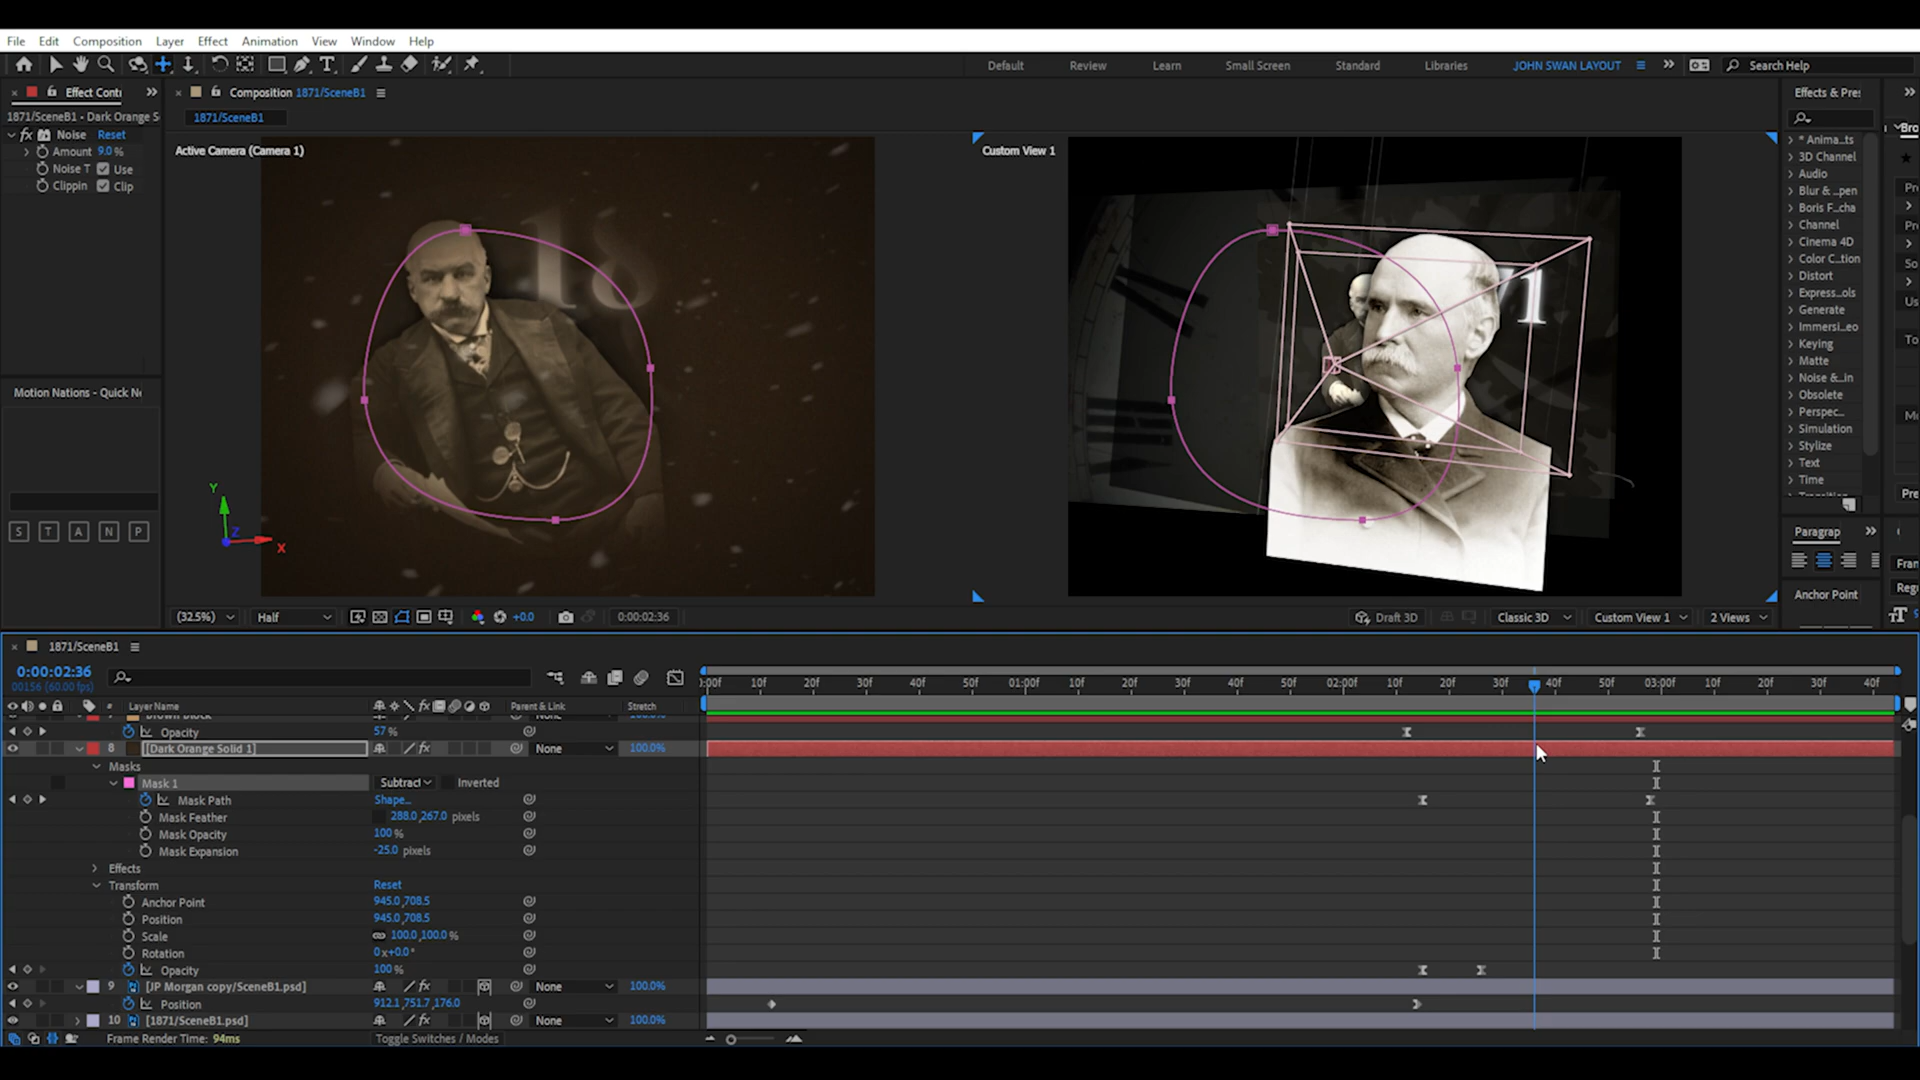 File Edit Composition Layer Effect Animation View Window Help
Default Review Learn Small Screen Standard Libraries JOHN SWAN LAYOUT Search Help
Effect Contr
Composition 1871/SceneB1
Effects & Pre
1871/SceneB1 - Dark Orange S
1871/SceneB1
fx Noise Reset
Amount 9.0 %
Noise T Use
Clippin Clip
Active Camera (Camera 1)
Custom View 1
18
71
* Anima...ts
3D Channel
Audio
Blur & ...pen
Boris F...cha
Channel
Cinema 4D
Color C...tion
Distort
Express...ols
Generate
Immersi...eo
Keying
Matte
Noise &...in
Obsolete
Perspec...
Simulation
Stylize
Text
Time
Motion Nations - Quick Ne
S T A N P
Y
Z
X
Paragrap
Anchor Point
(32.5%) Half +0.0 0:00:02:36
Draft 3D Classic 3D Custom View 1 2 Views
1871/SceneB1
0:00:02:36
00156 (60.00 fps)
:00f 10f 20f 30f 40f 50f 01:00f 10f 20f 30f 40f 50f 02:00f 10f 20f 30f 40f 50f 03:00f 10f 20f 30f 40f
# Layer Name Parent & Link Stretch
Brown Block None 100.0%
Opacity 57 %
8 [Dark Orange Solid 1] None 100.0%
Masks
Mask 1 Subtract Inverted
Mask Path Shape...
Mask Feather 288.0,267.0 pixels
Mask Opacity 100 %
Mask Expansion -25.0 pixels
Effects
Transform Reset
Anchor Point 945.0,708.5
Position 945.0,708.5
Scale 100.0,100.0 %
Rotation 0x+0.0°
Opacity 100 %
9 [JP Morgan copy/SceneB1.psd] None 100.0%
Position 912.1,751.7,176.0
10 [1871/SceneB1.psd] None 100.0%
Frame Render Time: 94ms Toggle Switches / Modes